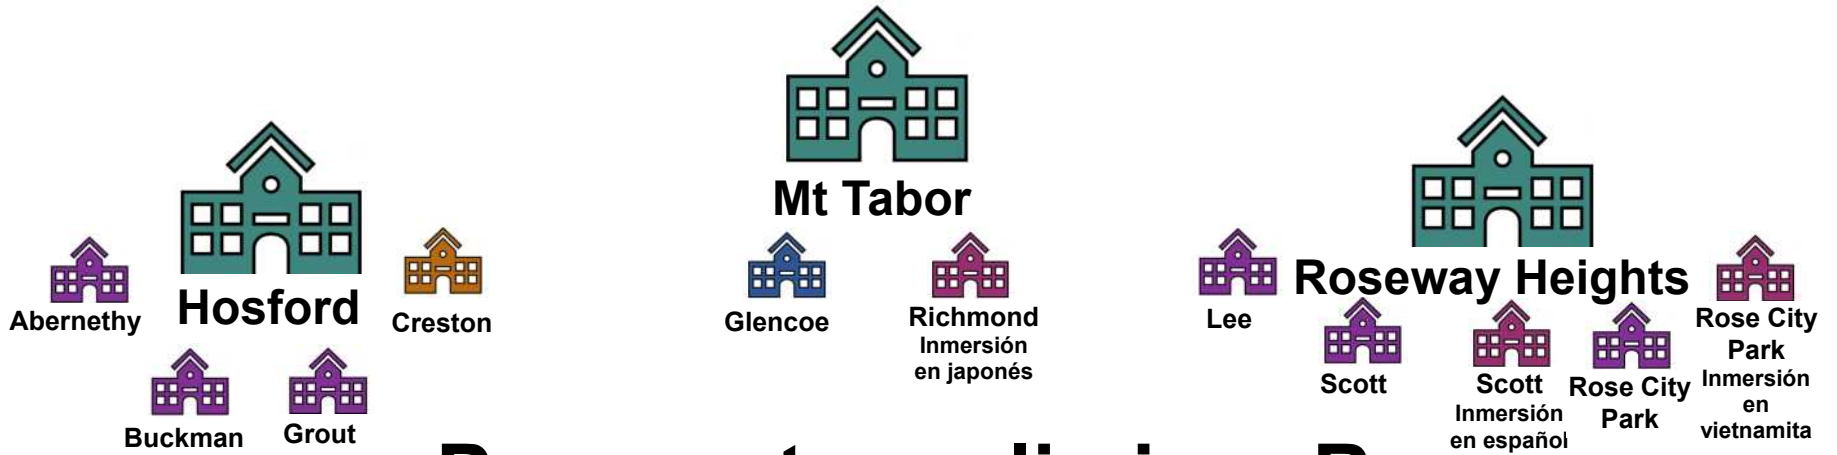 Hosford
Abernethy
Creston
Buckman
Grout
Mt Tabor
Glencoe
Richmond
Inmersión
en japonés
Roseway Heights
Lee
Scott
Scott
Inmersión
en español
Rose City
Park
Rose City
Park
Inmersión
en
vietnamita